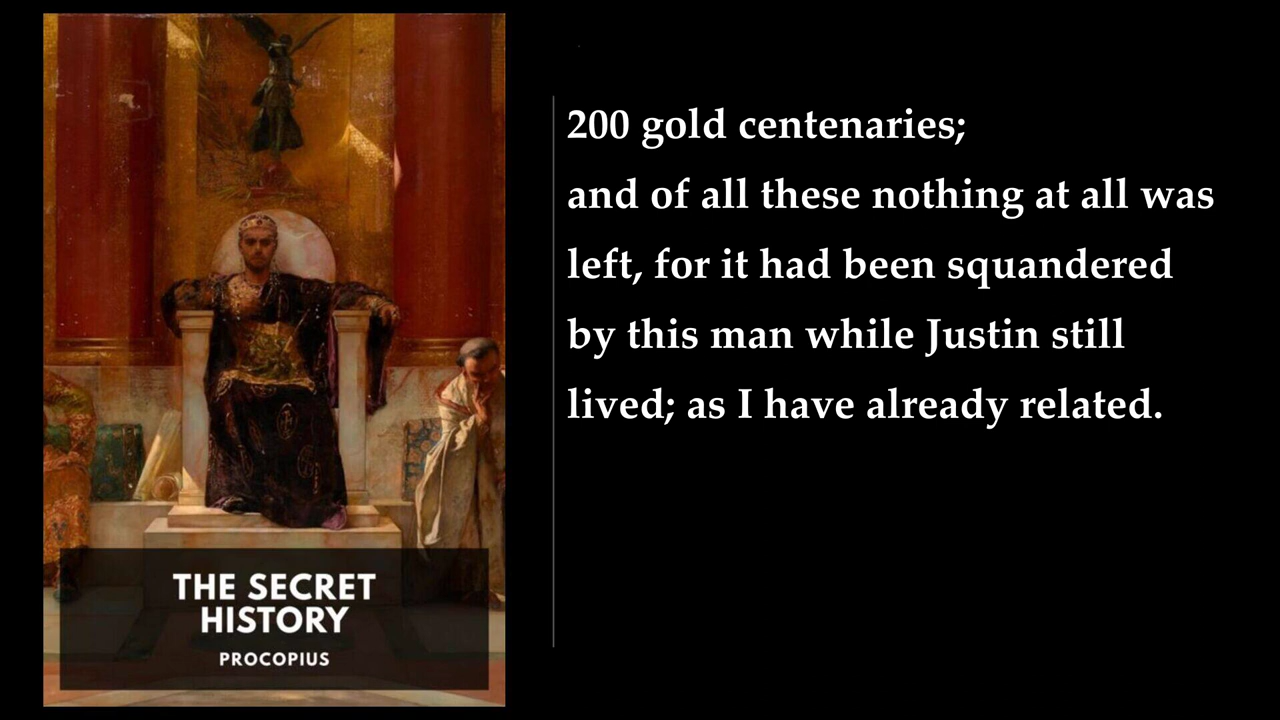 200 gold centenaries;
and of all these nothing at all was
left, for it had been squandered
by this man while Justin still
lived; as I have already related.
THE SECRET
HISTORY
PROCOPIUS